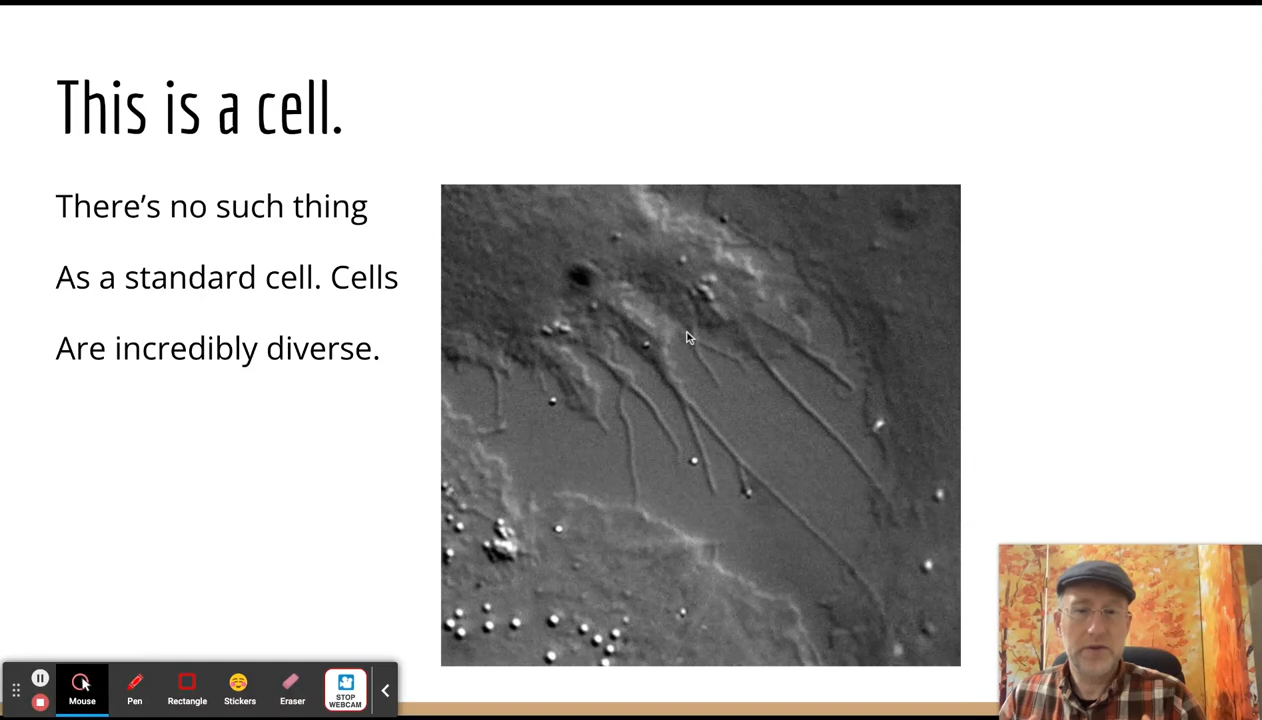 This is a cell.
There's no such thing
As a standard cell. Cells
Are incredibly diverse.
Mouse
Pen
Rectangle
Stickers
Eraser
STOP
WEBCAM